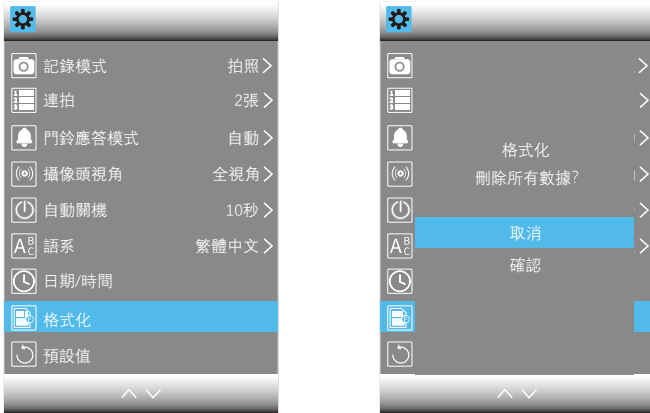 記錄模式 拍照
連拍 2張
門鈴應答模式 自動
攝像頭視角 全視角
自動關機 10秒
語系 繁體中文
日期/時間
格式化
預設值
格式化
刪除所有數據?
取消
確認